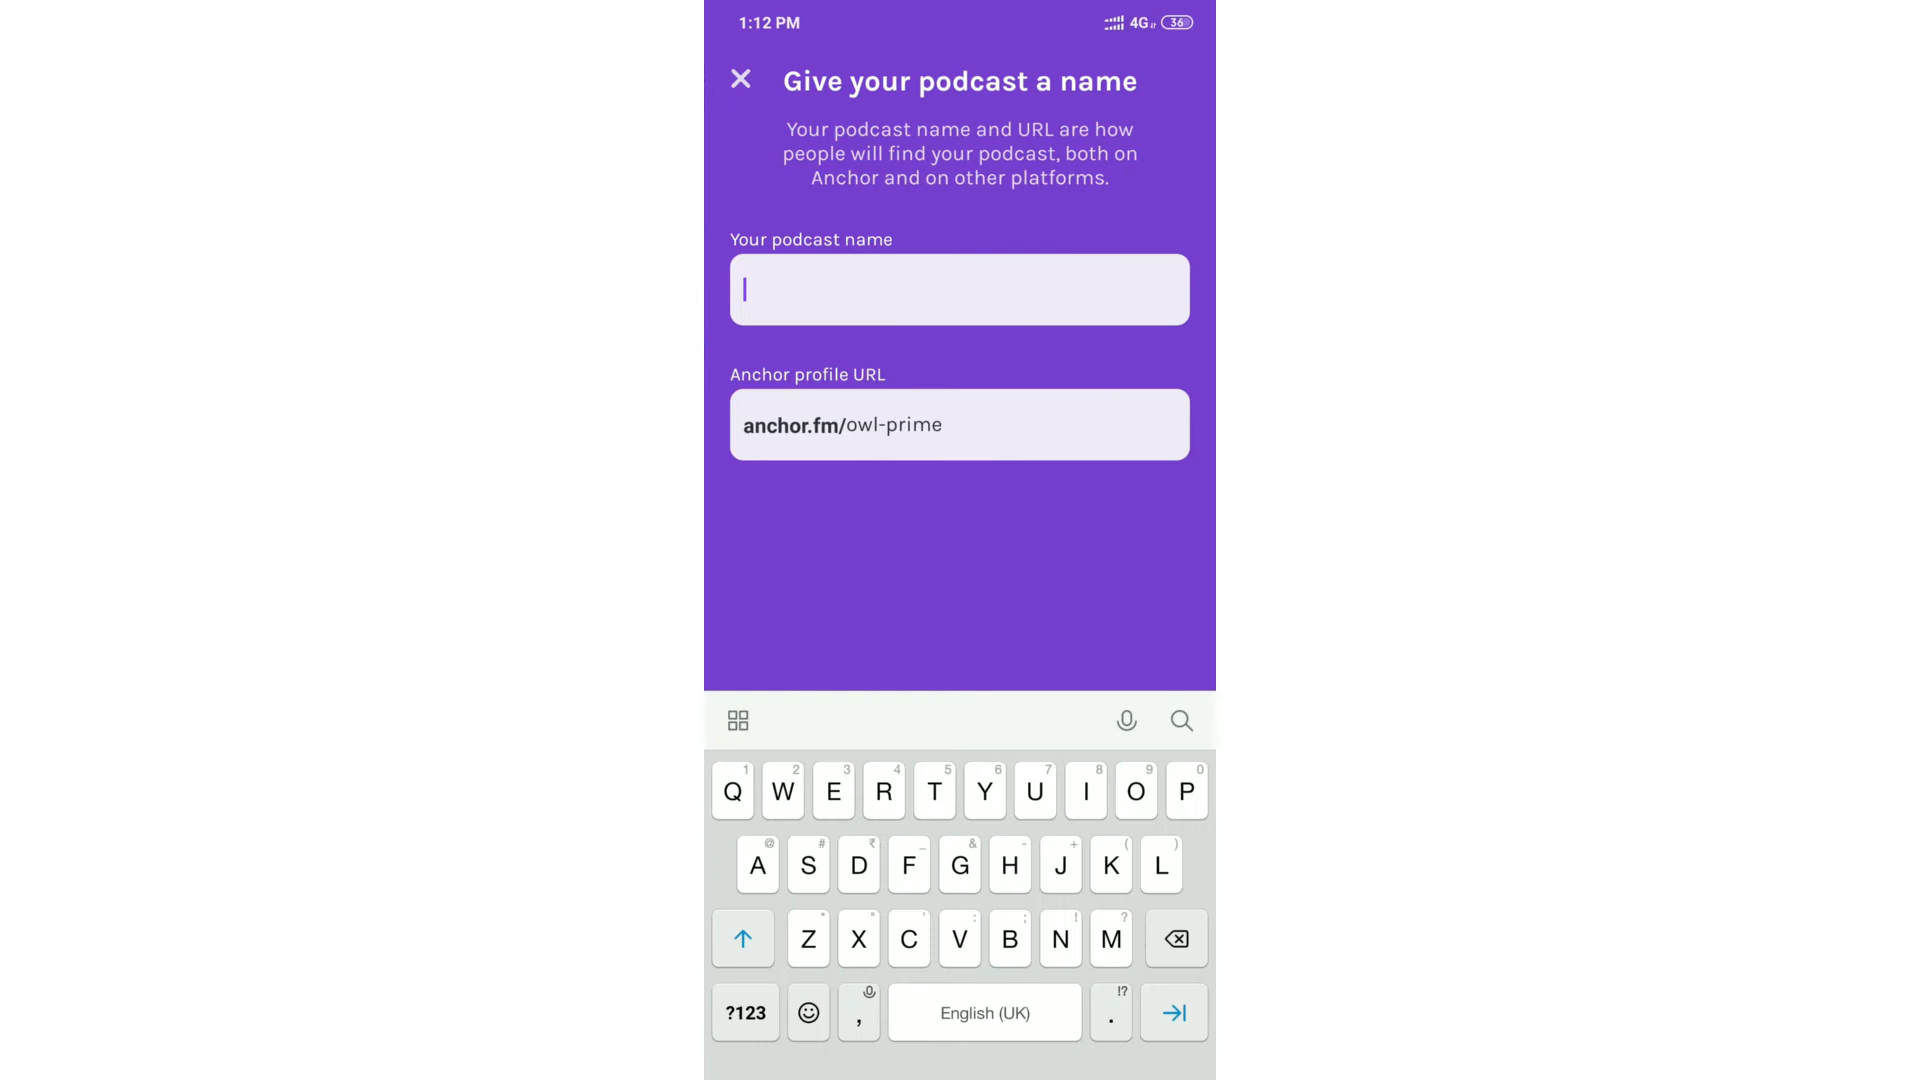 1:12 PM
4G 36
Give your podcast a name
Your podcast name and URL are how
people will find your podcast, both on
Anchor and on other platforms.
Your podcast name
Anchor profile URL
anchor.fm/owl-prime
1 2 3 4 5 6 7 8 9 0
Q W E R T Y U I O P
@ # ₹ _ & - + ( )
A S D F G H J K L
* " ' : ; ! ?
Z X C V B N M
!?
?123 , English (UK) .